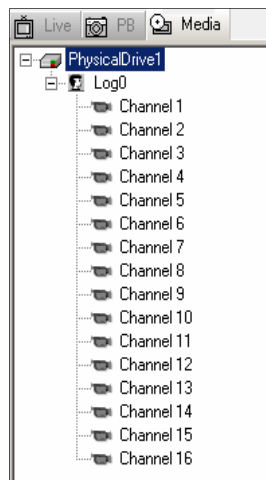 Live PB Media
PhysicalDrive1
Log0
Channel 1
Channel 2
Channel 3
Channel 4
Channel 5
Channel 6
Channel 7
Channel 8
Channel 9
Channel 10
Channel 11
Channel 12
Channel 13
Channel 14
Channel 15
Channel 16